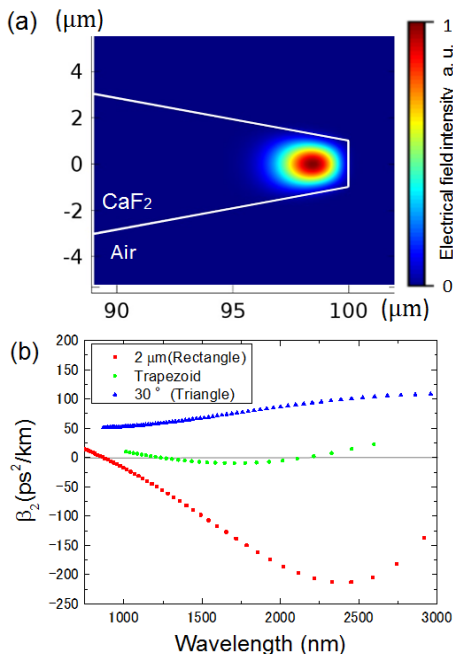 (a) (μm)
4
2
0
-2
-4
CaF2
Air
90 95 100 (μm)
1
0
Electrical field intensity a. u.
(b)
200
150
100
50
0
-50
-100
-150
-200
-250
2 μm(Rectangle)
Trapezoid
30° (Triangle)
β2(ps2/km)
1000 1500 2000 2500 3000
Wavelength (nm)